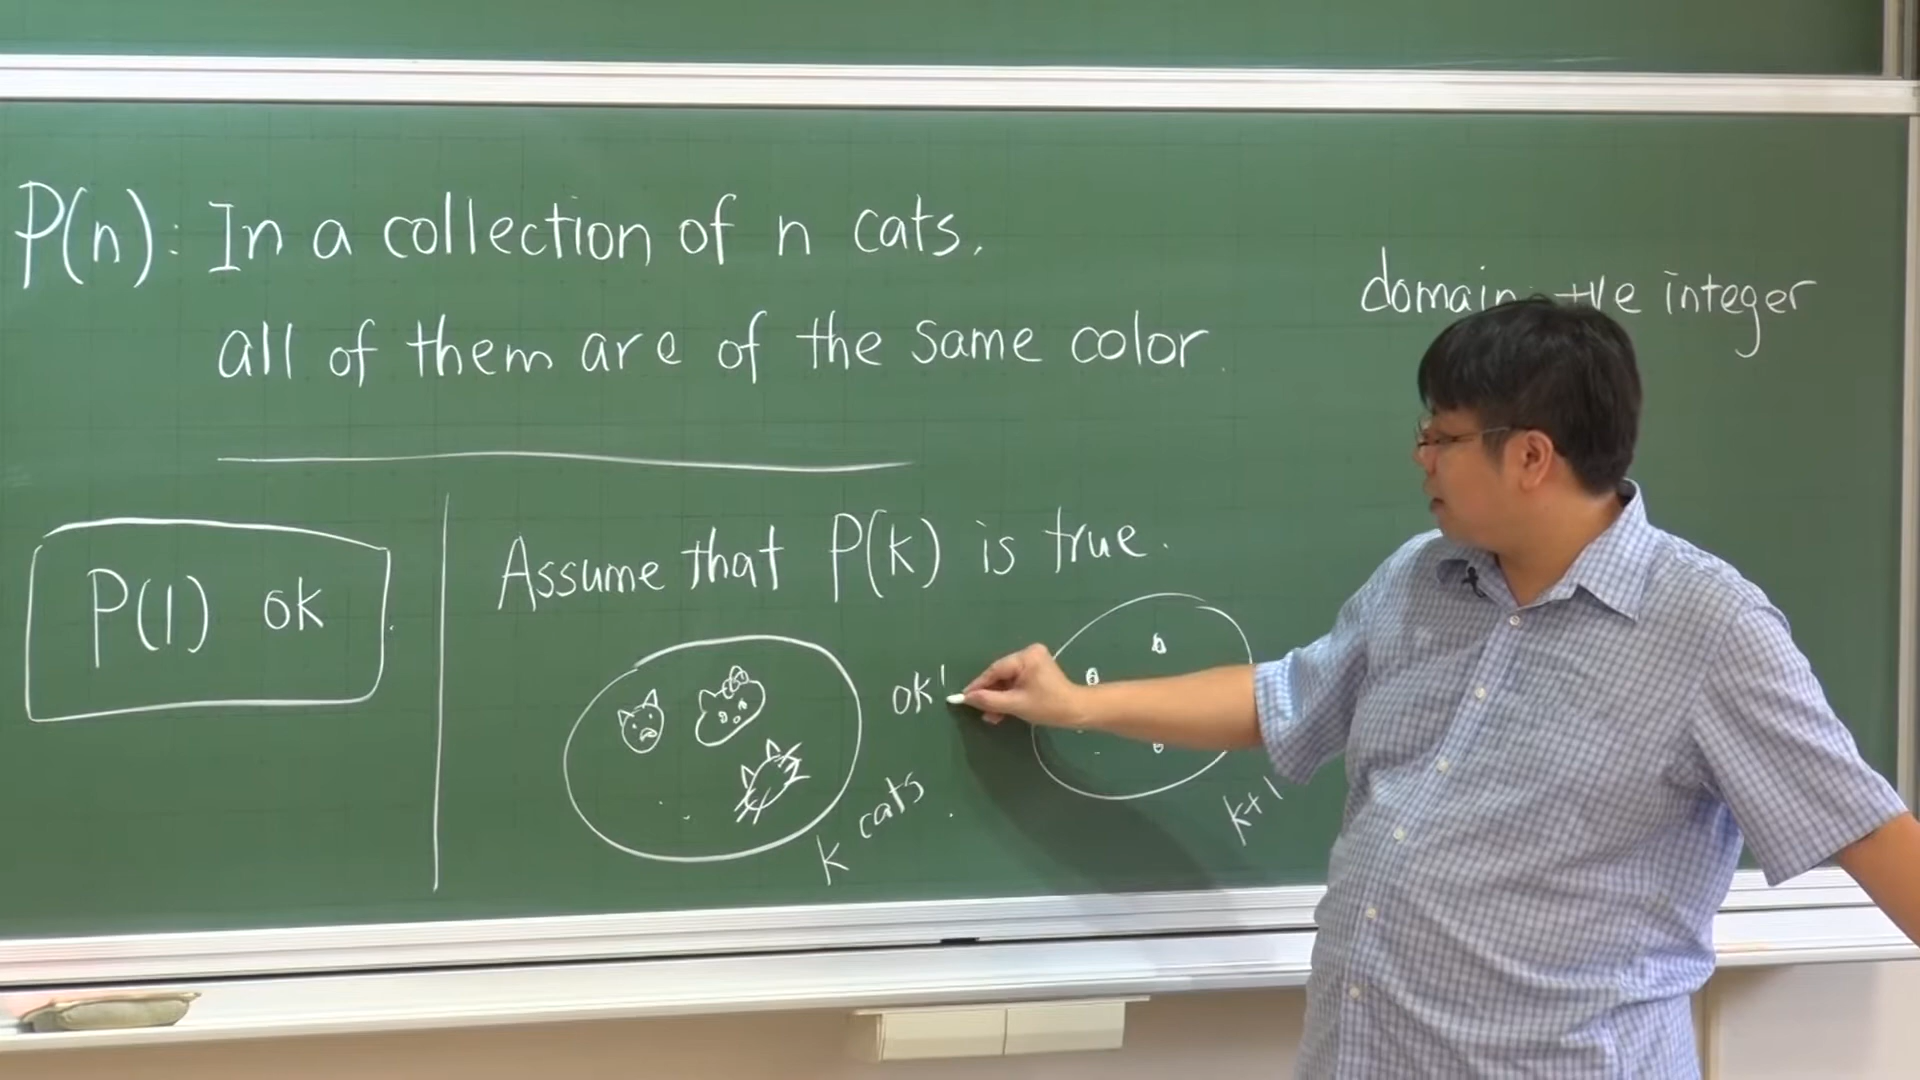 P(n): In a collection of n cats,
all of them are of the same color.
domain: +ve integer
P(1) ok
Assume that P(k) is true.
ok!
k cats
k+1